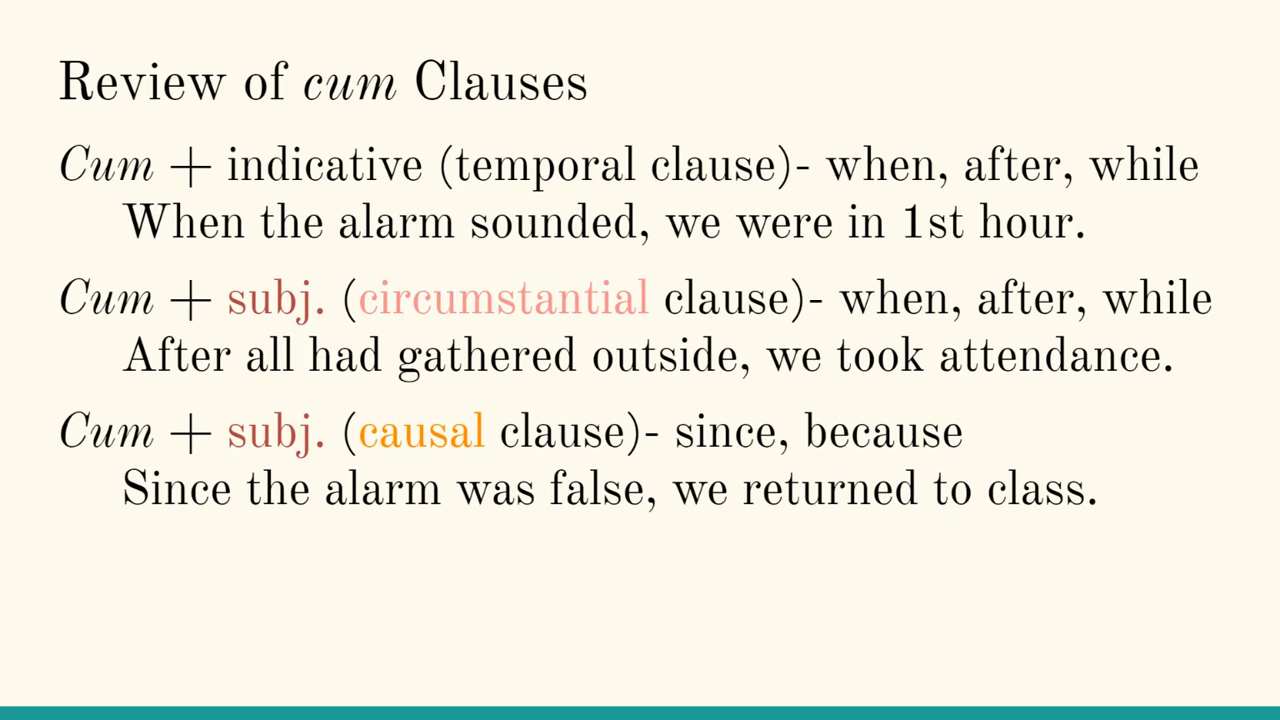 Review of cum Clauses
Cum + indicative (temporal clause)- when, after, while
When the alarm sounded, we were in 1st hour.
Cum + subj. (circumstantial clause)- when, after, while
After all had gathered outside, we took attendance.
Cum + subj. (causal clause)- since, because
Since the alarm was false, we returned to class.